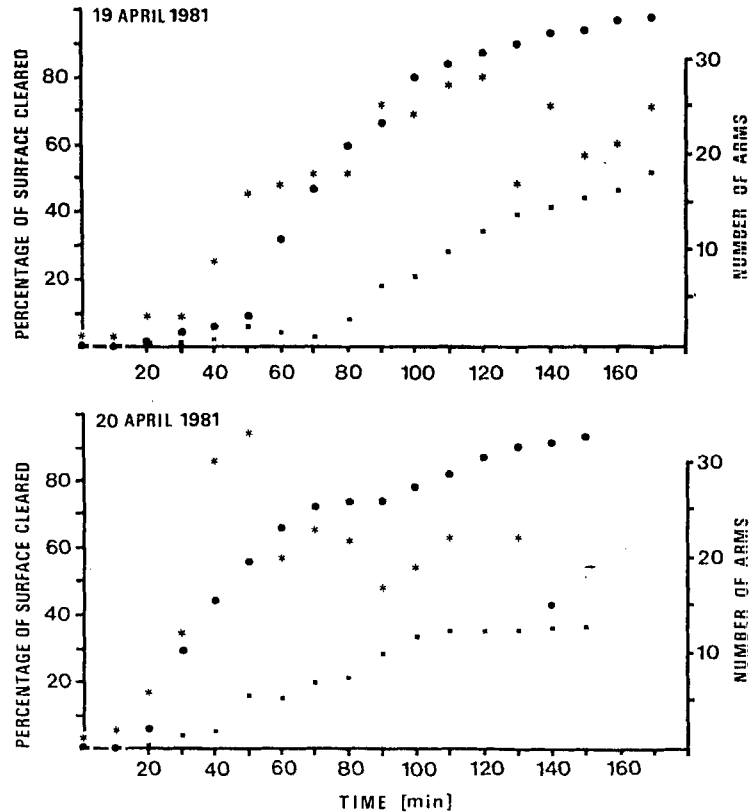 19 APRIL 1981
PERCENTAGE OF SURFACE CLEARED
80
60
40
20
30
20
10
NUMBER OF ARMS
20 40 60 80 100 120 140 160
20 APRIL 1981
PERCENTAGE OF SURFACE CLEARED
80
60
40
20
30
20
10
NUMBER OF ARMS
20 40 60 80 100 120 140 160
TIME [min]